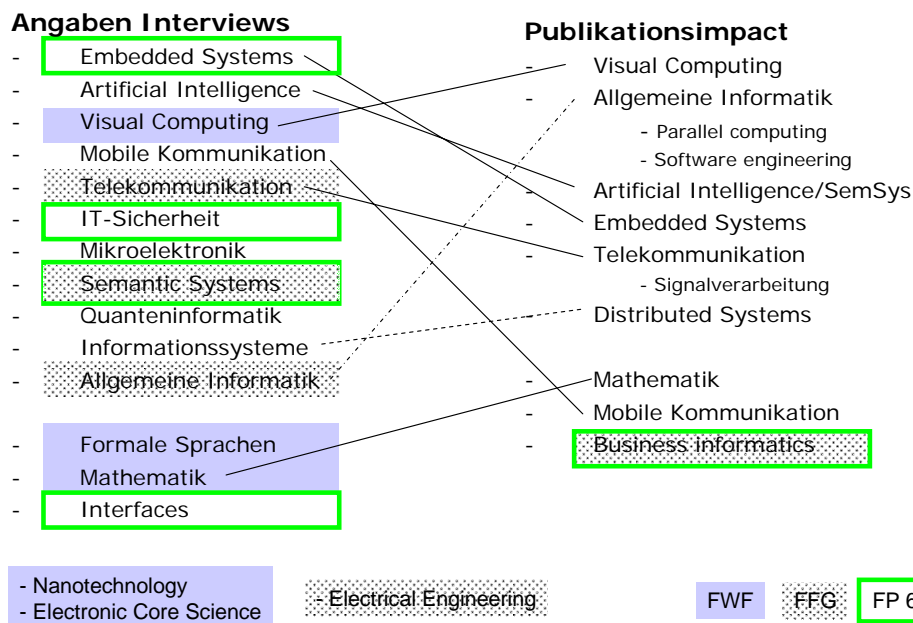 Angaben Interviews
- Embedded Systems
- Artificial Intelligence
- Visual Computing
- Mobile Kommunikation
- Telekommunikation
- IT-Sicherheit
- Mikroelektronik
- Semantic Systems
- Quanteninformatik
- Informationssysteme
- Allgemeine Informatik
- Formale Sprachen
- Mathematik
- Interfaces
Publikationsimpact
- Visual Computing
- Allgemeine Informatik
- Parallel computing
- Software engineering
- Artificial Intelligence/SemSys
- Embedded Systems
- Telekommunikation
- Signalverarbeitung
- Distributed Systems
- Mathematik
- Mobile Kommunikation
- Business informatics
- Nanotechnology
- Electronic Core Science
- Electrical Engineering
FWF
FFG
FP 6